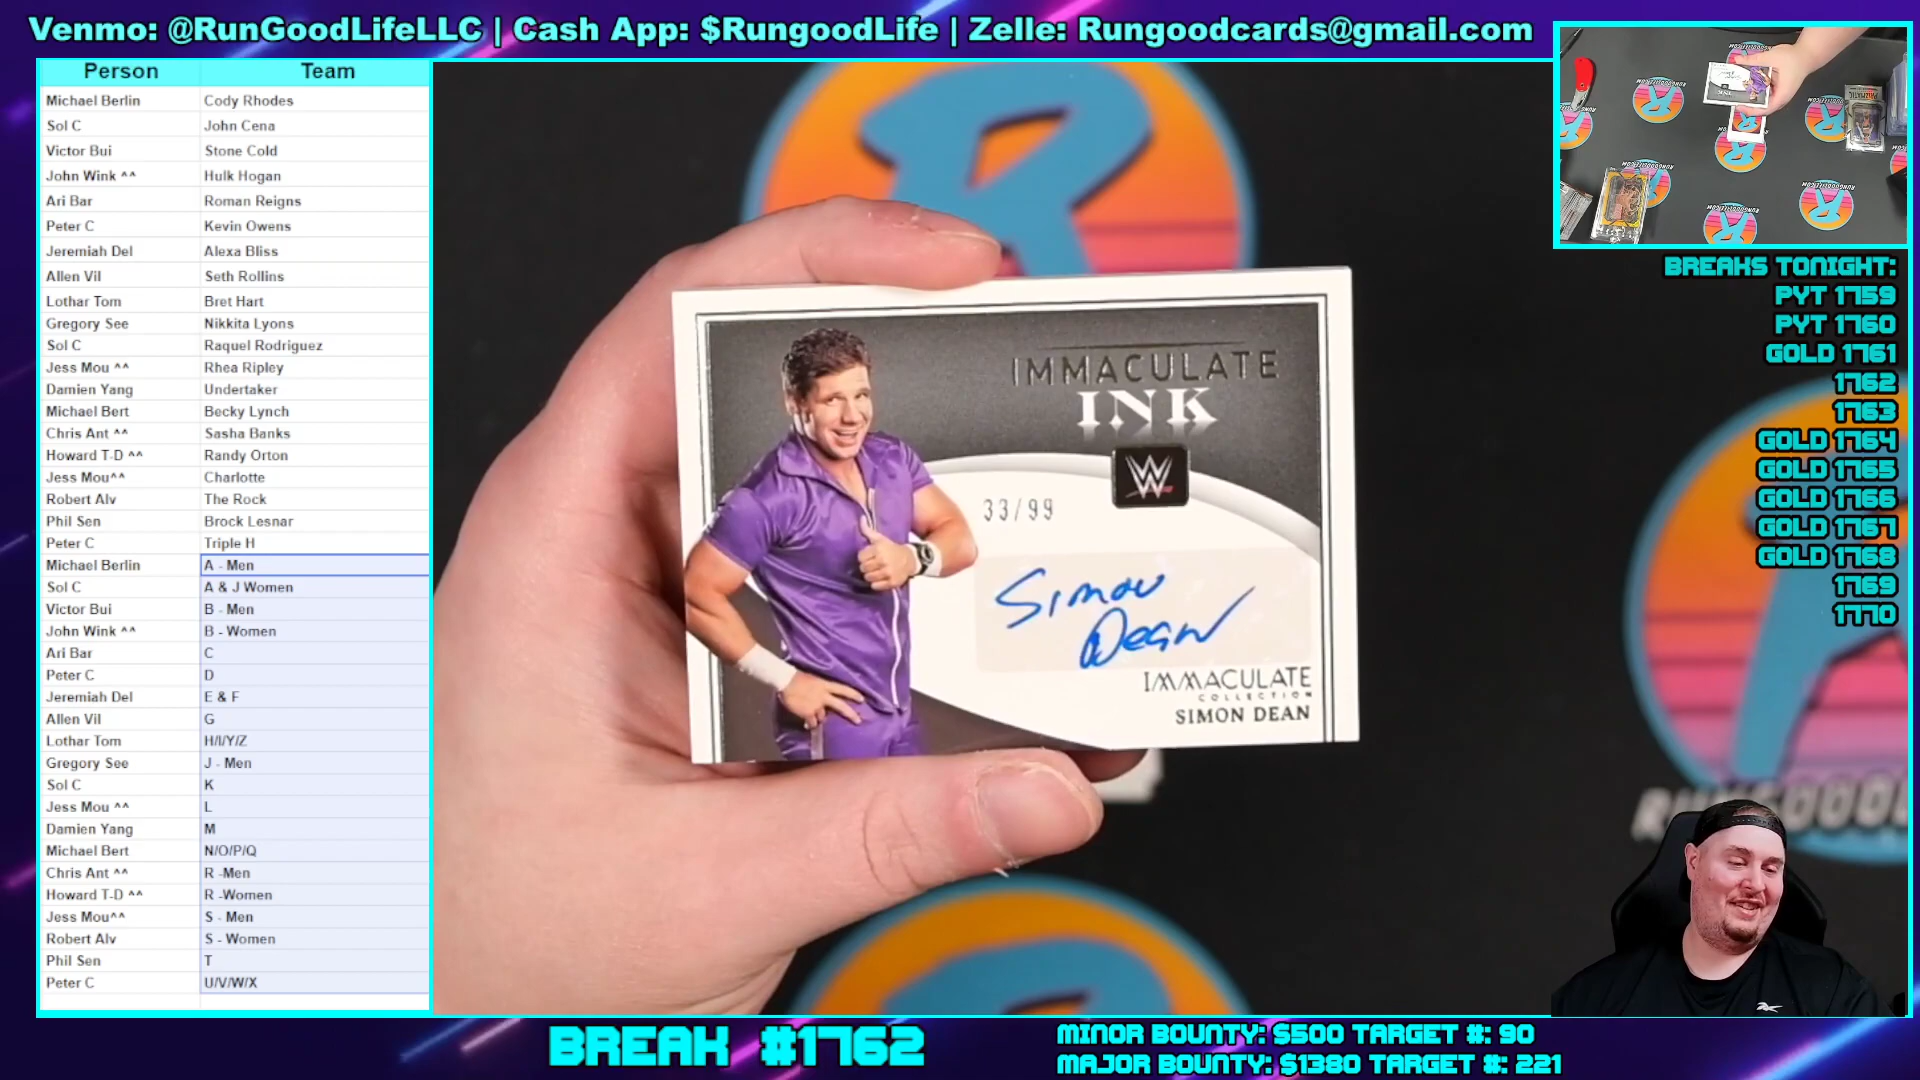 Venmo: @RunGoodLifeLLC | Cash App: $RungoodLife | Zelle: Rungoodcards@gmail.com
Person Team
Michael Berlin Cody Rhodes
Sol C John Cena
Victor Bui Stone Cold
John Wink ^^ Hulk Hogan
Ari Bar Roman Reigns
Peter C Kevin Owens
Jeremiah Del Alexa Bliss
Allen Vil Seth Rollins
Lothar Tom Bret Hart
Gregory See Nikkita Lyons
Sol C Raquel Rodriguez
Jess Mou ^^ Rhea Ripley
Damien Yang Undertaker
Michael Bert Becky Lynch
Chris Ant ^^ Sasha Banks
Howard T-D ^^ Randy Orton
Jess Mou^^ Charlotte
Robert Alv The Rock
Phil Sen Brock Lesnar
Peter C Triple H
Michael Berlin A - Men
Sol C A & J Women
Victor Bui B - Men
John Wink ^^ B - Women
Ari Bar C
Peter C D
Jeremiah Del E & F
Allen Vil G
Lothar Tom H/I/Y/Z
Gregory See J - Men
Sol C K
Jess Mou ^^ L
Damien Yang M
Michael Bert N/O/P/Q
Chris Ant ^^ R -Men
Howard T-D ^^ R -Women
Jess Mou^^ S - Men
Robert Alv S - Women
Phil Sen T
Peter C U/V/W/X
R
IMMACULATE
INK
W
33/99
Simon
Dean
IMMACULATE
COLLECTION
SIMON DEAN
BREAKS TONIGHT:
PYT 1759
PYT 1760
GOLD 1761
1762
1763
GOLD 1764
GOLD 1765
GOLD 1766
GOLD 1767
GOLD 1768
1769
1770
BREAK #1762
MINOR BOUNTY: $500 TARGET #: 90
MAJOR BOUNTY: $1380 TARGET #: 221